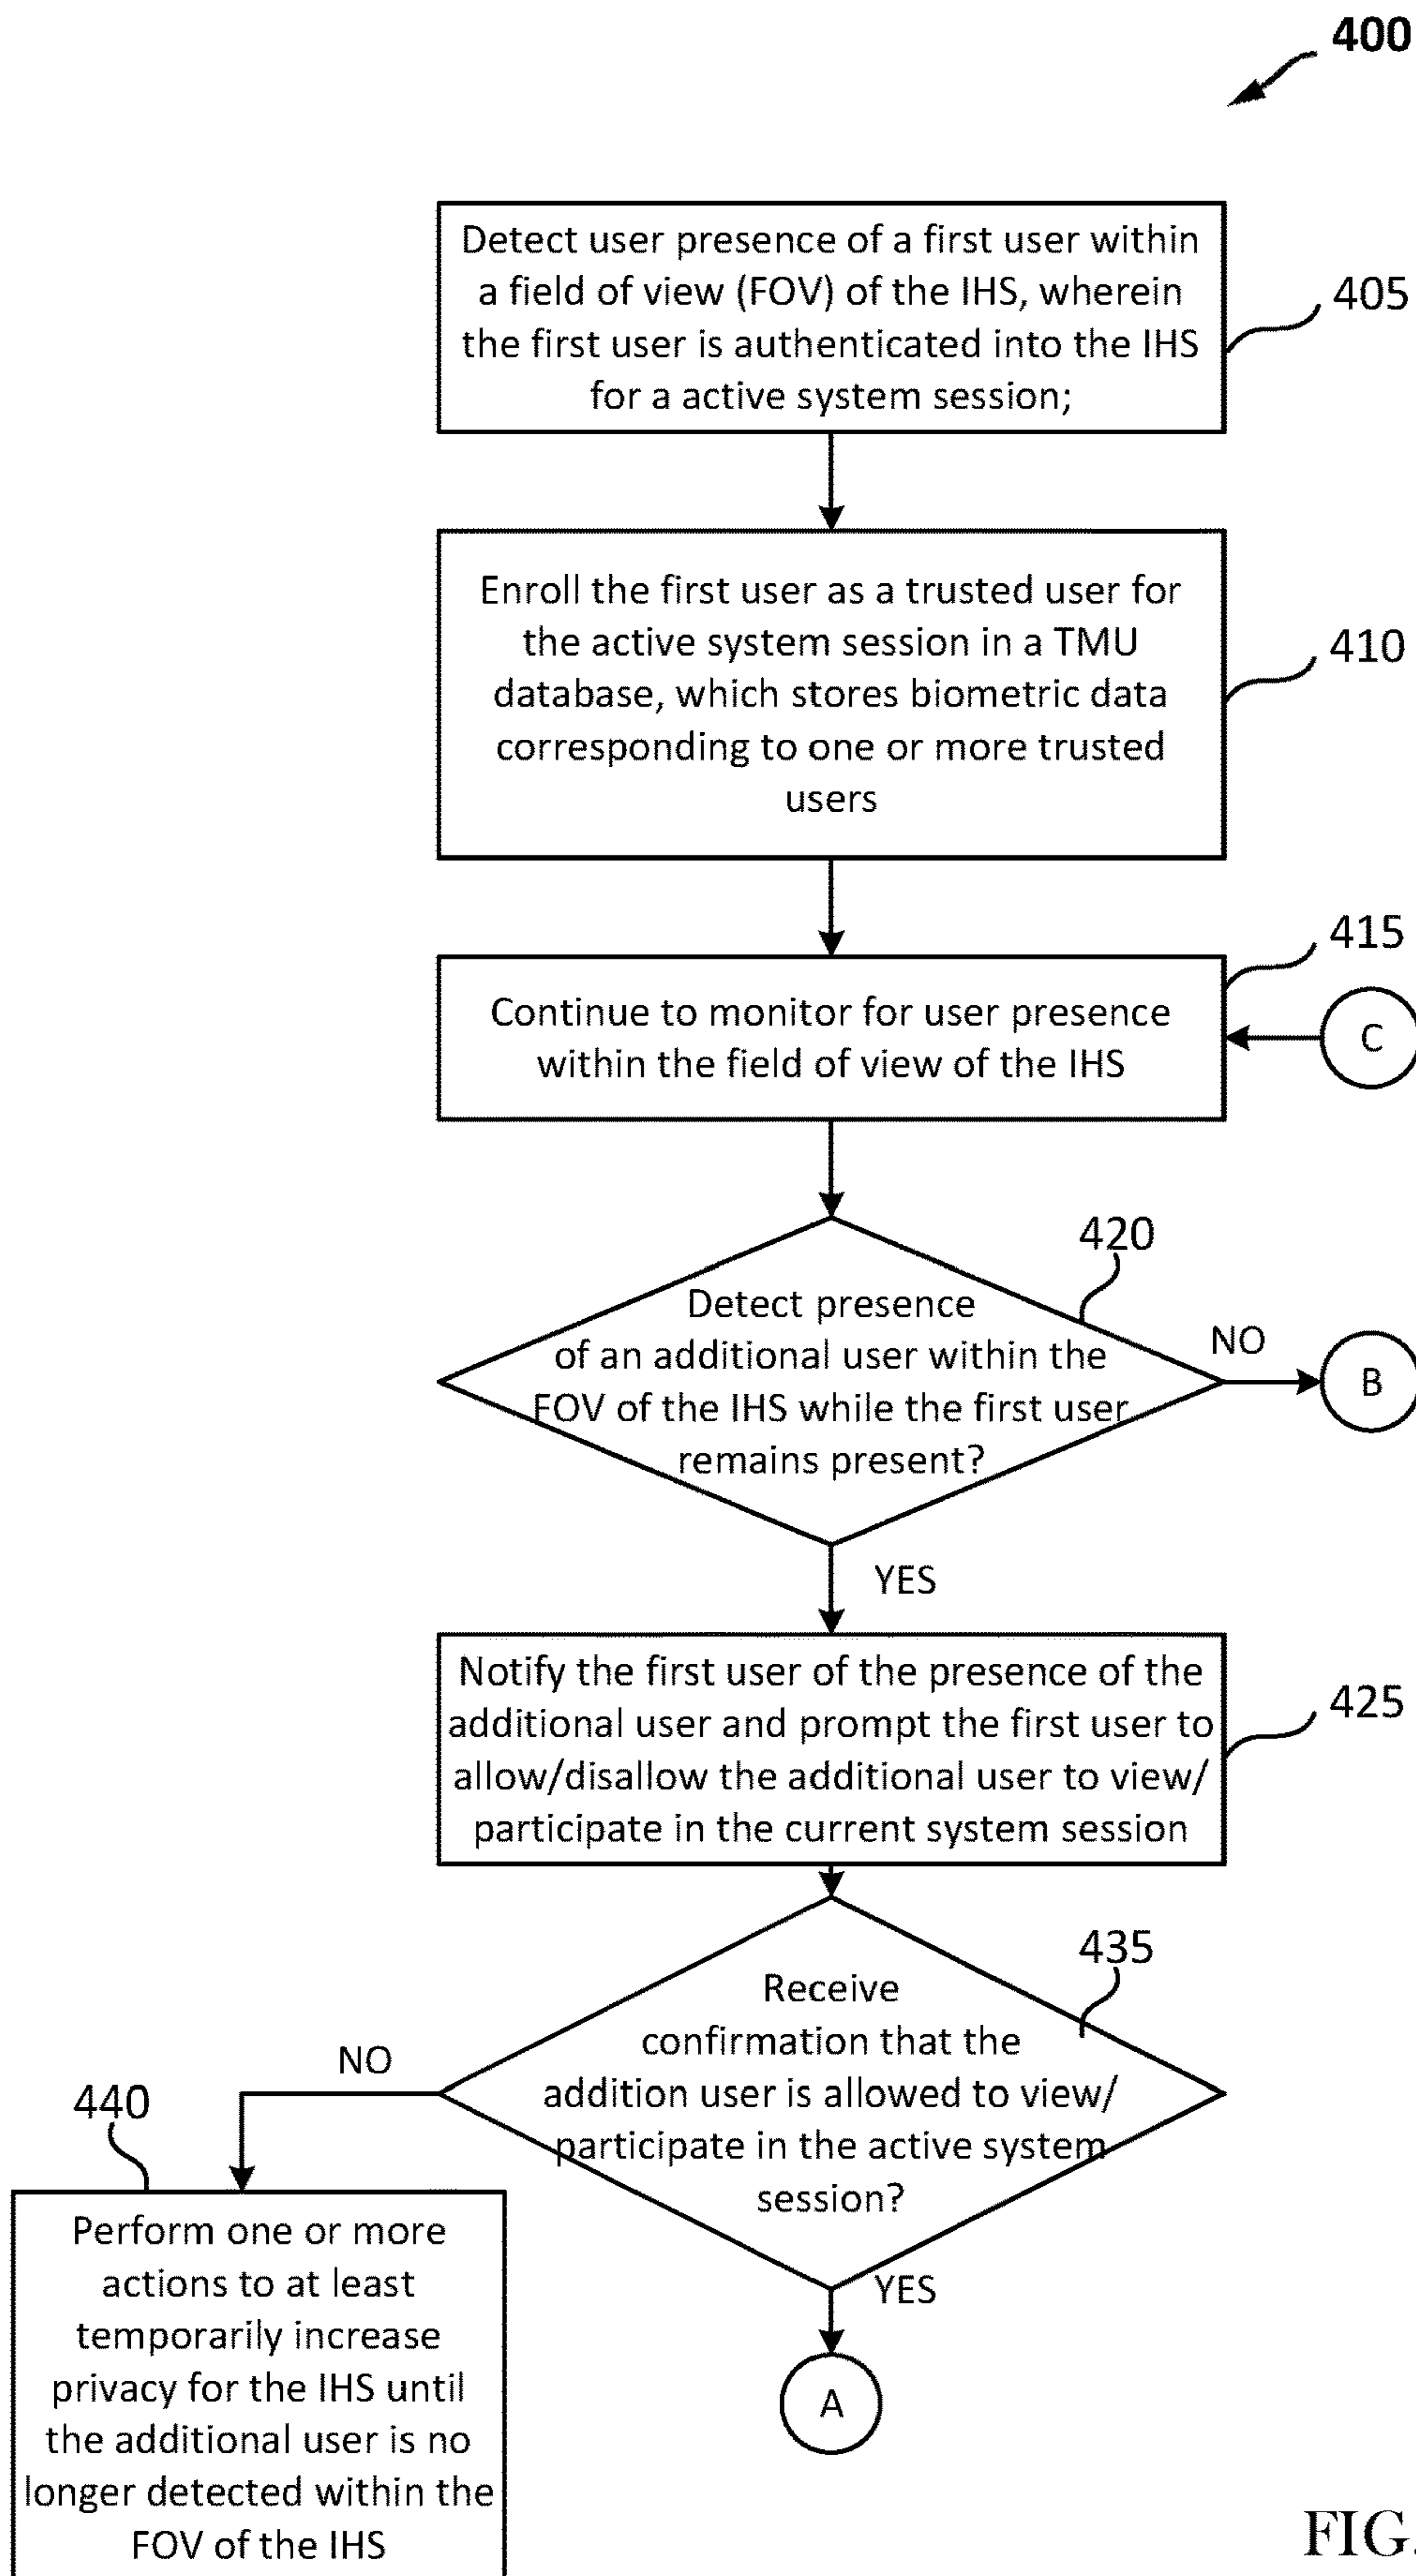 400
Detect user presence of a first user within
a field of view (FOV) of the IHS, wherein
the first user is authenticated into the IHS
for a active system session;
405
Enroll the first user as a trusted user for
the active system session in a TMU
database, which stores biometric data
corresponding to one or more trusted
users
410
415
Continue to monitor for user presence
within the field of view of the IHS
C
420
Detect presence
of an additional user within the
FOV of the IHS while the first user
remains present?
NO
B
YES
Notify the first user of the presence of the
additional user and prompt the first user to
allow/disallow the additional user to view/
participate in the current system session
425
435
Receive
confirmation that the
addition user is allowed to view/
participate in the active system
session?
NO
440
Perform one or more
actions to at least
temporarily increase
privacy for the IHS until
the additional user is no
longer detected within the
FOV of the IHS
YES
A
FIG.